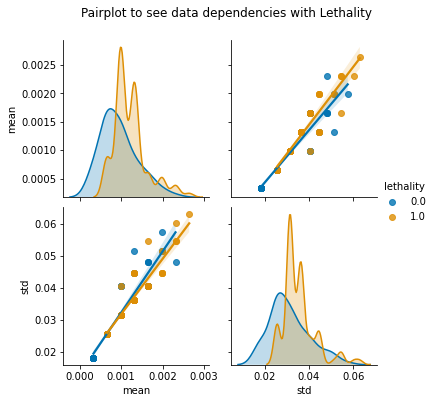 Pairplot to see data dependencies with Lethality
0.0025
0.0020
0.0015
0.0010
0.0005
mean
lethality
0.0
1.0
0.06
0.05
0.04
0.03
0.02
std
0.000 0.001 0.002 0.003
mean
0.02 0.04 0.06
std